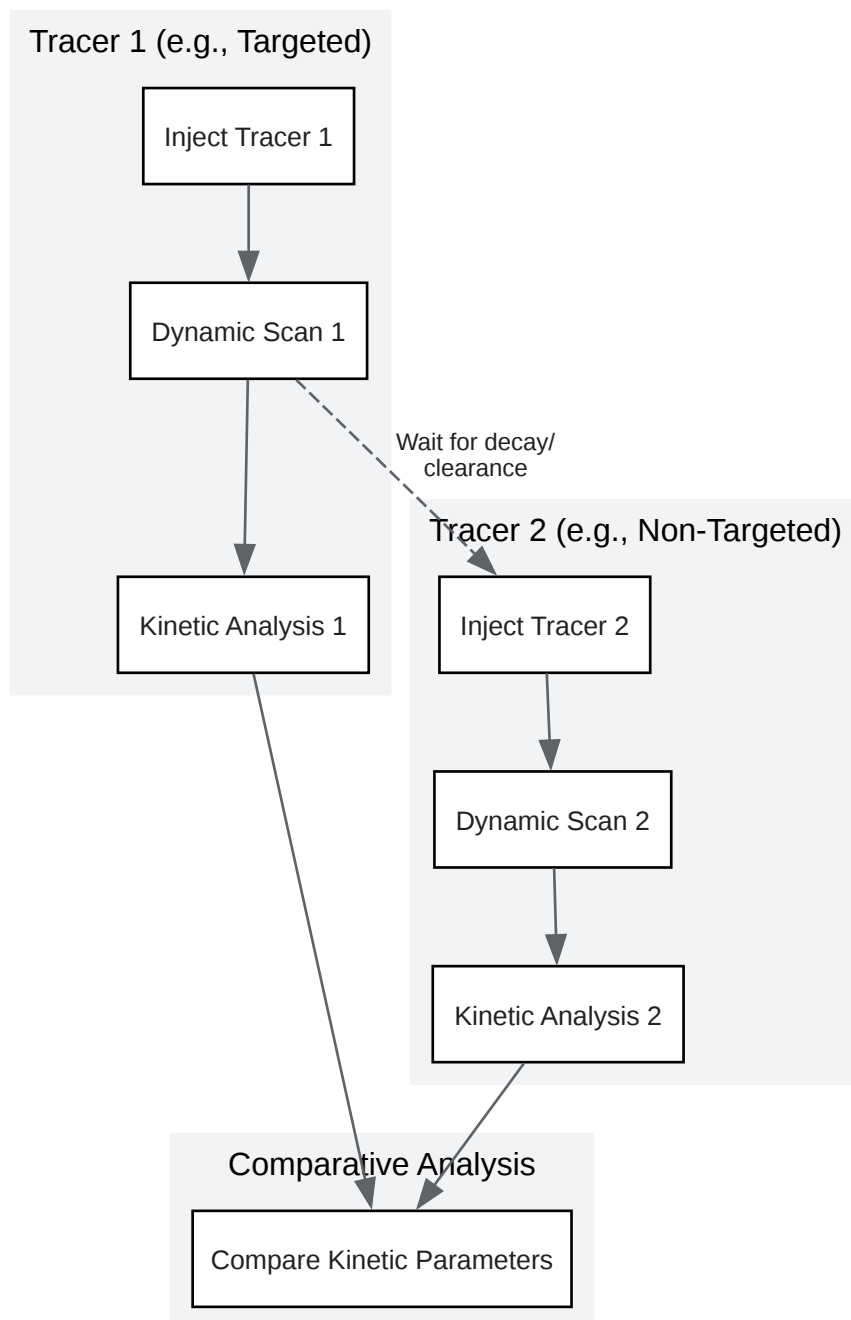 Tracer 1 (e.g., Targeted)
Inject Tracer 1
Dynamic Scan 1
Wait for decay/
clearance
Kinetic Analysis 1
Tracer 2 (e.g., Non-Targeted)
Inject Tracer 2
Dynamic Scan 2
Kinetic Analysis 2
Comparative Analysis
Compare Kinetic Parameters